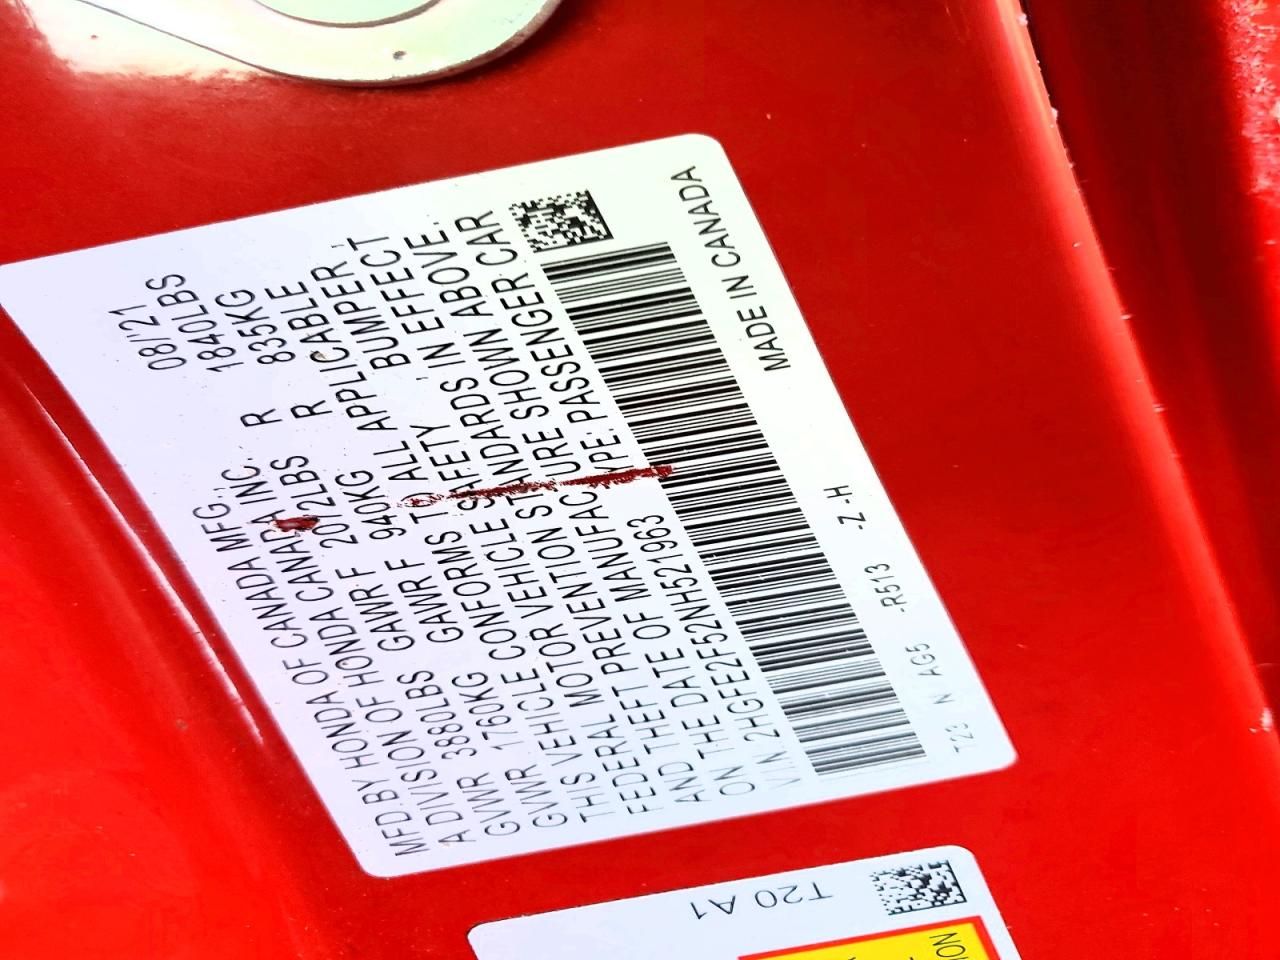 MFD.BY HONDA OF CANADA MFG., 08/'21
A DIVISION OF HONDA CANADA INC.
GVWR 3880LBS GAWR F 2072LBS R 1840LBS
GVWR 1760KG GAWR F 940KG R 835KG
THIS VEHICLE CONFORMS TO ALL APPLICABLE
FEDERAL MOTOR VEHICLE SAFETY, BUMPER,
AND THEFT PREVENTION STANDARDS IN EFFECT
ON THE DATE OF MANUFACTURE SHOWN ABOVE.
VIN 2HGFE2F52NH521963 TYPE: PASSENGER CAR
T23 N AG5 -R513 -Z -H MADE IN CANADA
T20 A1